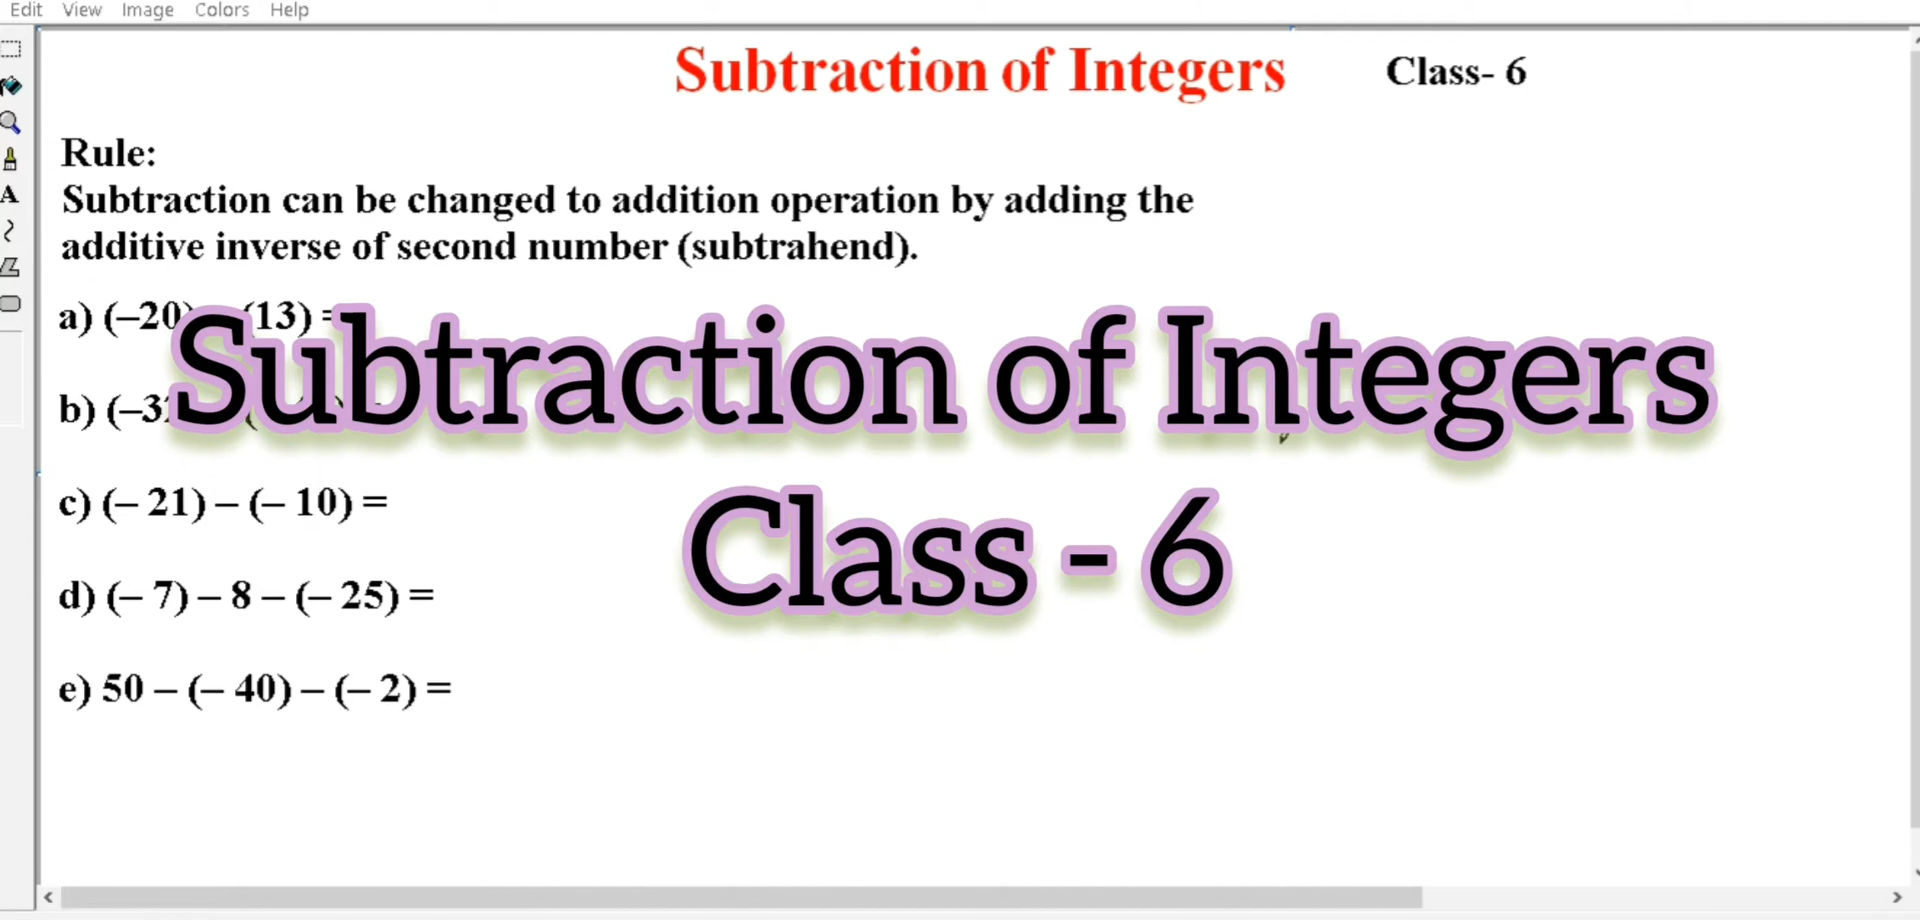 Edit View Image Colors Help
Subtraction of Integers Class- 6
Rule:
Subtraction can be changed to addition operation by adding the
additive inverse of second number (subtrahend).
a) (–20) (13) =
Subtraction of Integers
b)
c) (– 21) – (– 10) =
Class - 6
d) (– 7) – 8 – (– 25) =
e) 50 – (– 40) – (– 2) =